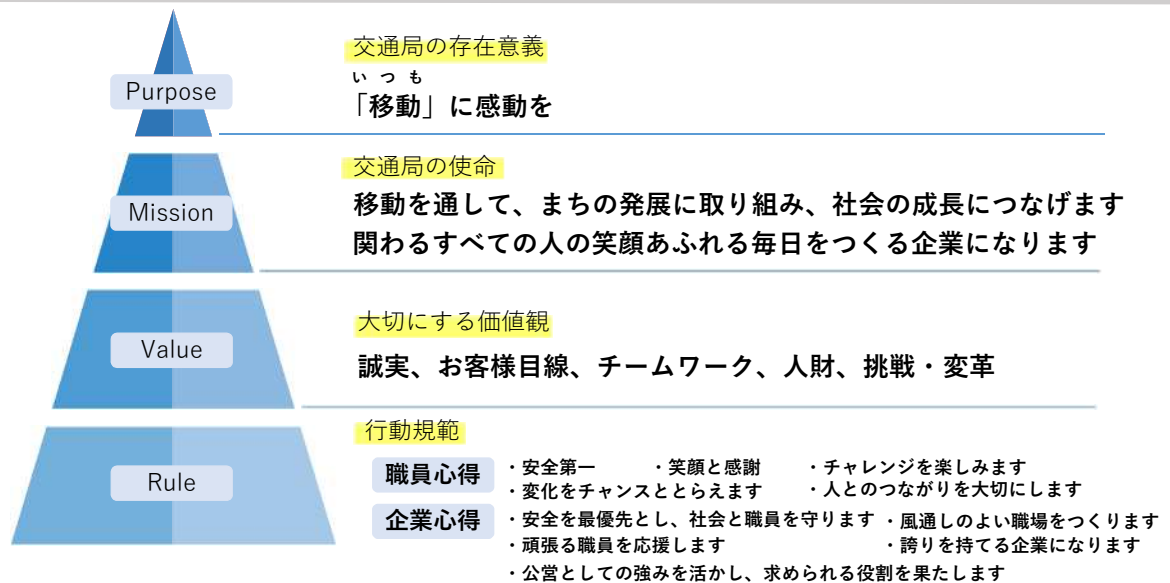 交通局の存在意義
いつも
Purpose
「移動」に感動を
交通局の使命
Mission
移動を通して、まちの発展に取り組み、社会の成長につなげます
関わるすべての人の笑顔あふれる毎日をつくる企業になります
大切にする価値観
Value
誠実、お客様目線、チームワーク、人財、挑戦・変革
行動規範
Rule
職員心得
・安全第一 ・笑顔と感謝 ・チャレンジを楽しみます
・変化をチャンスととらえます ・人とのつながりを大切にします
企業心得
・安全を最優先とし、社会と職員を守ります ・風通しのよい職場をつくります
・頑張る職員を応援します ・誇りを持てる企業になります
・公営としての強みを活かし、求められる役割を果たします